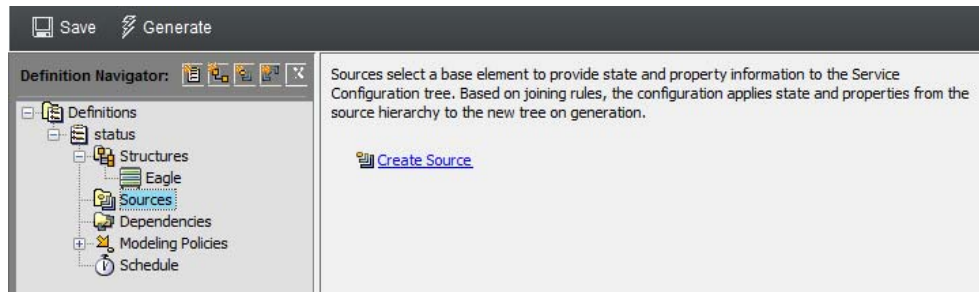 Save Generate
Definition Navigator:
Definitions
status
Structures
Eagle
Sources
Dependencies
Modeling Policies
Schedule
Sources select a base element to provide state and property information to the Service
Configuration tree. Based on joining rules, the configuration applies state and properties from the
source hierarchy to the new tree on generation.
Create Source